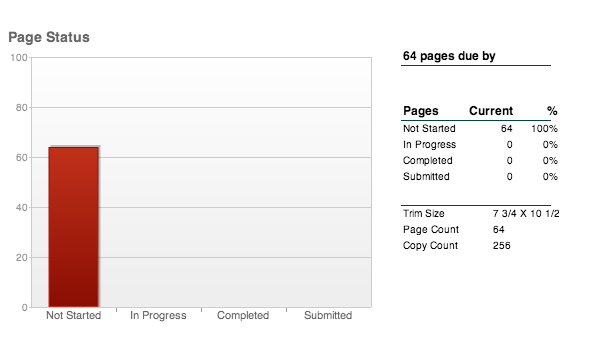 Page Status
100
80
60
40
20
0
Not Started In Progress Completed Submitted
64 pages due by
Pages Current %
Not Started 64 100%
In Progress 0 0%
Completed 0 0%
Submitted 0 0%
Trim Size 7 3/4 X 10 1/2
Page Count 64
Copy Count 256